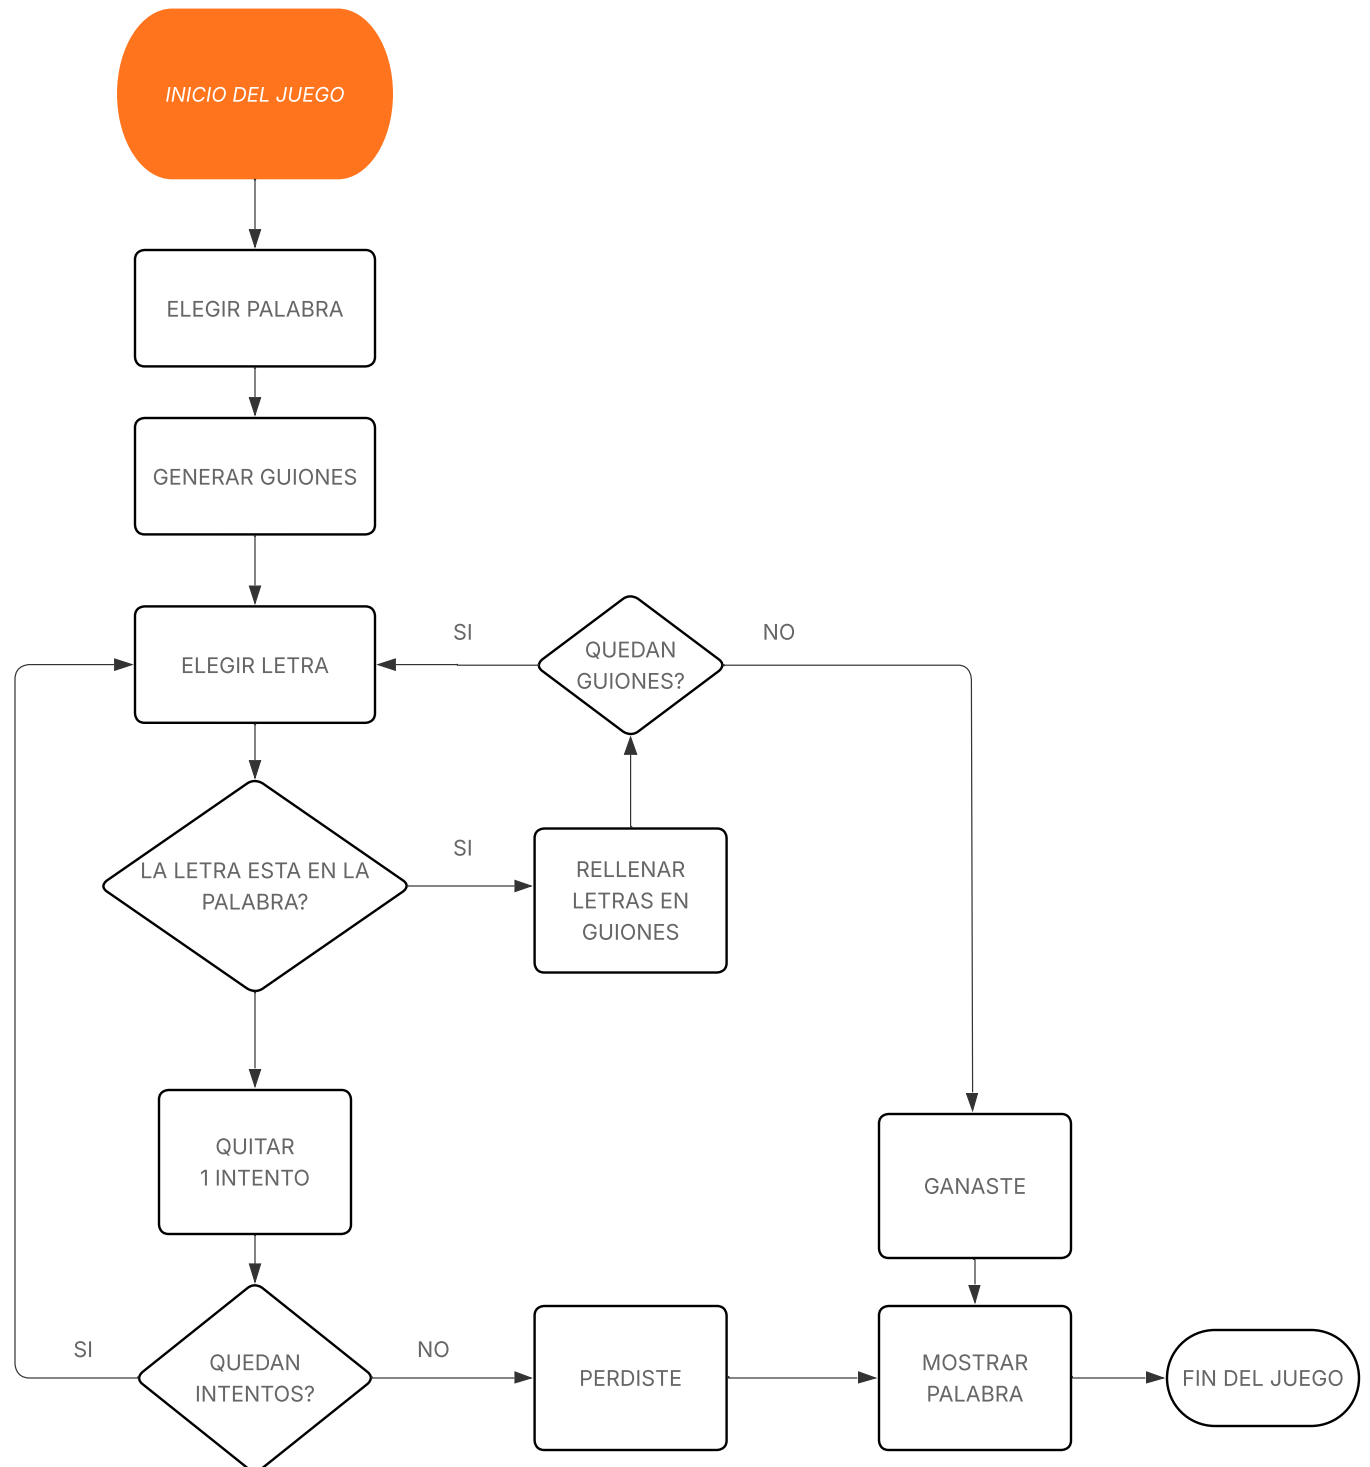 INICIO DEL JUEGO
ELEGIR PALABRA
GENERAR GUIONES
ELEGIR LETRA
SI
QUEDAN
GUIONES?
NO
LA LETRA ESTA EN LA
PALABRA?
SI
RELLENAR
LETRAS EN
GUIONES
QUITAR
1 INTENTO
GANASTE
SI
QUEDAN
INTENTOS?
NO
PERDISTE
MOSTRAR
PALABRA
FIN DEL JUEGO